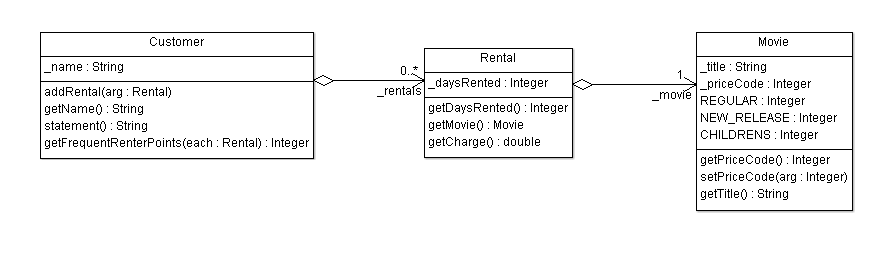 Customer
_name : String
addRental(arg : Rental)
getName() : String
statement() : String
getFrequentRenterPoints(each : Rental) : Integer
0..*
_rentals
Rental
_daysRented : Integer
getDaysRented() : Integer
getMovie() : Movie
getCharge() : double
1
_movie
Movie
_title : String
_priceCode : Integer
REGULAR : Integer
NEW_RELEASE : Integer
CHILDRENS : Integer
getPriceCode() : Integer
setPriceCode(arg : Integer)
getTitle() : String